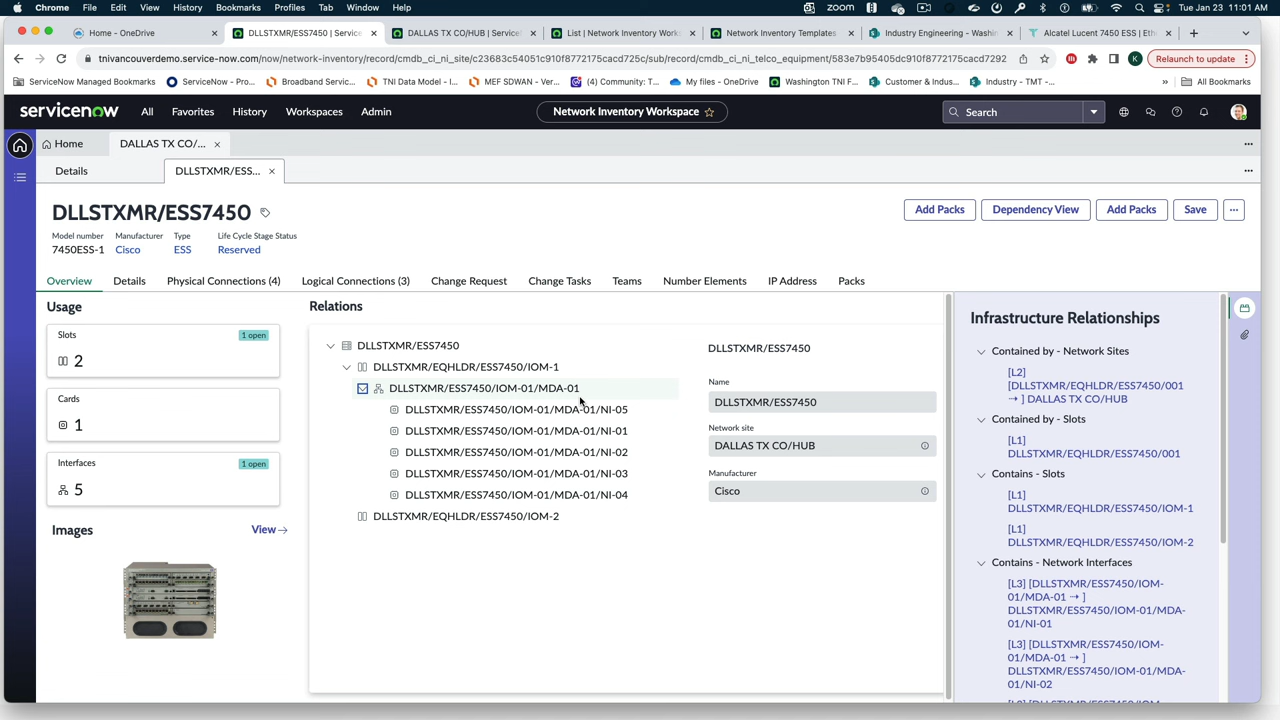 Chrome File Edit View History Bookmarks Profiles Tab Window Help zoom Tue Jan 23 11:01 AM
Home - OneDrive
DLLSTXMR/ESS7450 | Service
DALLAS TX CO/HUB | Service
List | Network Inventory Works
Network Inventory Templates
Industry Engineering - Washin
Alcatel Lucent 7450 ESS | Eth
tnivancouverdemo.service-now.com/now/network-inventory/record/cmdb_ci_ni_site/c23683c54051c910f8772175cacd725c/sub/record/cmdb_ci_ni_telco_equipment/583e7b95405dc910f8772175cacd7292
K
Relaunch to update
ServiceNow Managed Bookmarks
ServiceNow - Pro...
Broadband Servic...
TNI Data Model - I...
MEF SDWAN - Ver...
(4) Community: T...
My files - OneDrive
Washington TNI F...
Customer & Indus...
Industry - TMT -...
»
All Bookmarks
servicenow
All Favorites History Workspaces Admin
Network Inventory Workspace
Search
Home
DALLAS TX CO/...
Details
DLLSTXMR/ESS...
DLLSTXMR/ESS7450
Add Packs
Dependency View
Add Packs
Save
Model number Manufacturer Type Life Cycle Stage Status
7450ESS-1 Cisco ESS Reserved
Overview Details Physical Connections (4) Logical Connections (3) Change Request Change Tasks Teams Number Elements IP Address Packs
Usage
Slots 1 open
2
Cards
1
Interfaces 1 open
5
Images View
Relations
DLLSTXMR/ESS7450
DLLSTXMR/EQHLDR/ESS7450/IOM-1
DLLSTXMR/ESS7450/IOM-01/MDA-01
DLLSTXMR/ESS7450/IOM-01/MDA-01/NI-05
DLLSTXMR/ESS7450/IOM-01/MDA-01/NI-01
DLLSTXMR/ESS7450/IOM-01/MDA-01/NI-02
DLLSTXMR/ESS7450/IOM-01/MDA-01/NI-03
DLLSTXMR/ESS7450/IOM-01/MDA-01/NI-04
DLLSTXMR/EQHLDR/ESS7450/IOM-2
DLLSTXMR/ESS7450
Name
DLLSTXMR/ESS7450
Network site
DALLAS TX CO/HUB
Manufacturer
Cisco
Infrastructure Relationships
Contained by - Network Sites
[L2]
[DLLSTXMR/EQHLDR/ESS7450/001
⇢ ] DALLAS TX CO/HUB
Contained by - Slots
[L1]
DLLSTXMR/EQHLDR/ESS7450/001
Contains - Slots
[L1]
DLLSTXMR/EQHLDR/ESS7450/IOM-1
[L1]
DLLSTXMR/EQHLDR/ESS7450/IOM-2
Contains - Network Interfaces
[L3] [DLLSTXMR/ESS7450/IOM-
01/MDA-01 ⇢ ]
DLLSTXMR/ESS7450/IOM-01/MDA-
01/NI-01
[L3] [DLLSTXMR/ESS7450/IOM-
01/MDA-01 ⇢ ]
DLLSTXMR/ESS7450/IOM-01/MDA-
01/NI-02